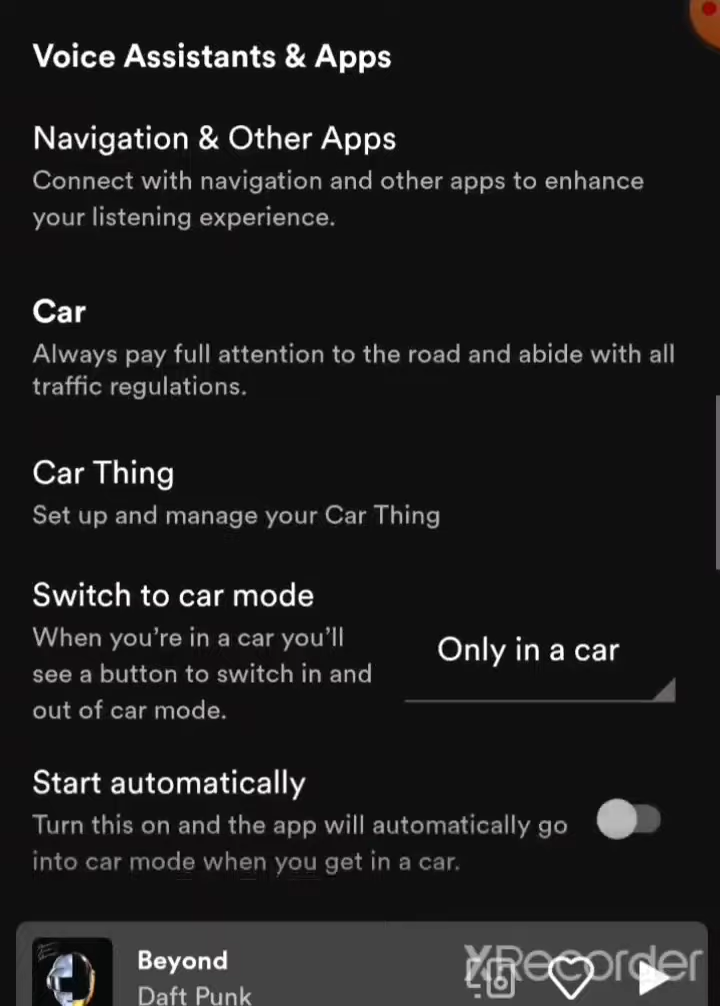 Voice Assistants & Apps
Navigation & Other Apps
Connect with navigation and other apps to enhance
your listening experience.
Car
Always pay full attention to the road and abide with all
traffic regulations.
Car Thing
Set up and manage your Car Thing
Switch to car mode
When you’re in a car you’ll
see a button to switch in and
out of car mode.
Only in a car
Start automatically
Turn this on and the app will automatically go
into car mode when you get in a car.
Beyond
Daft Punk
XRecorder